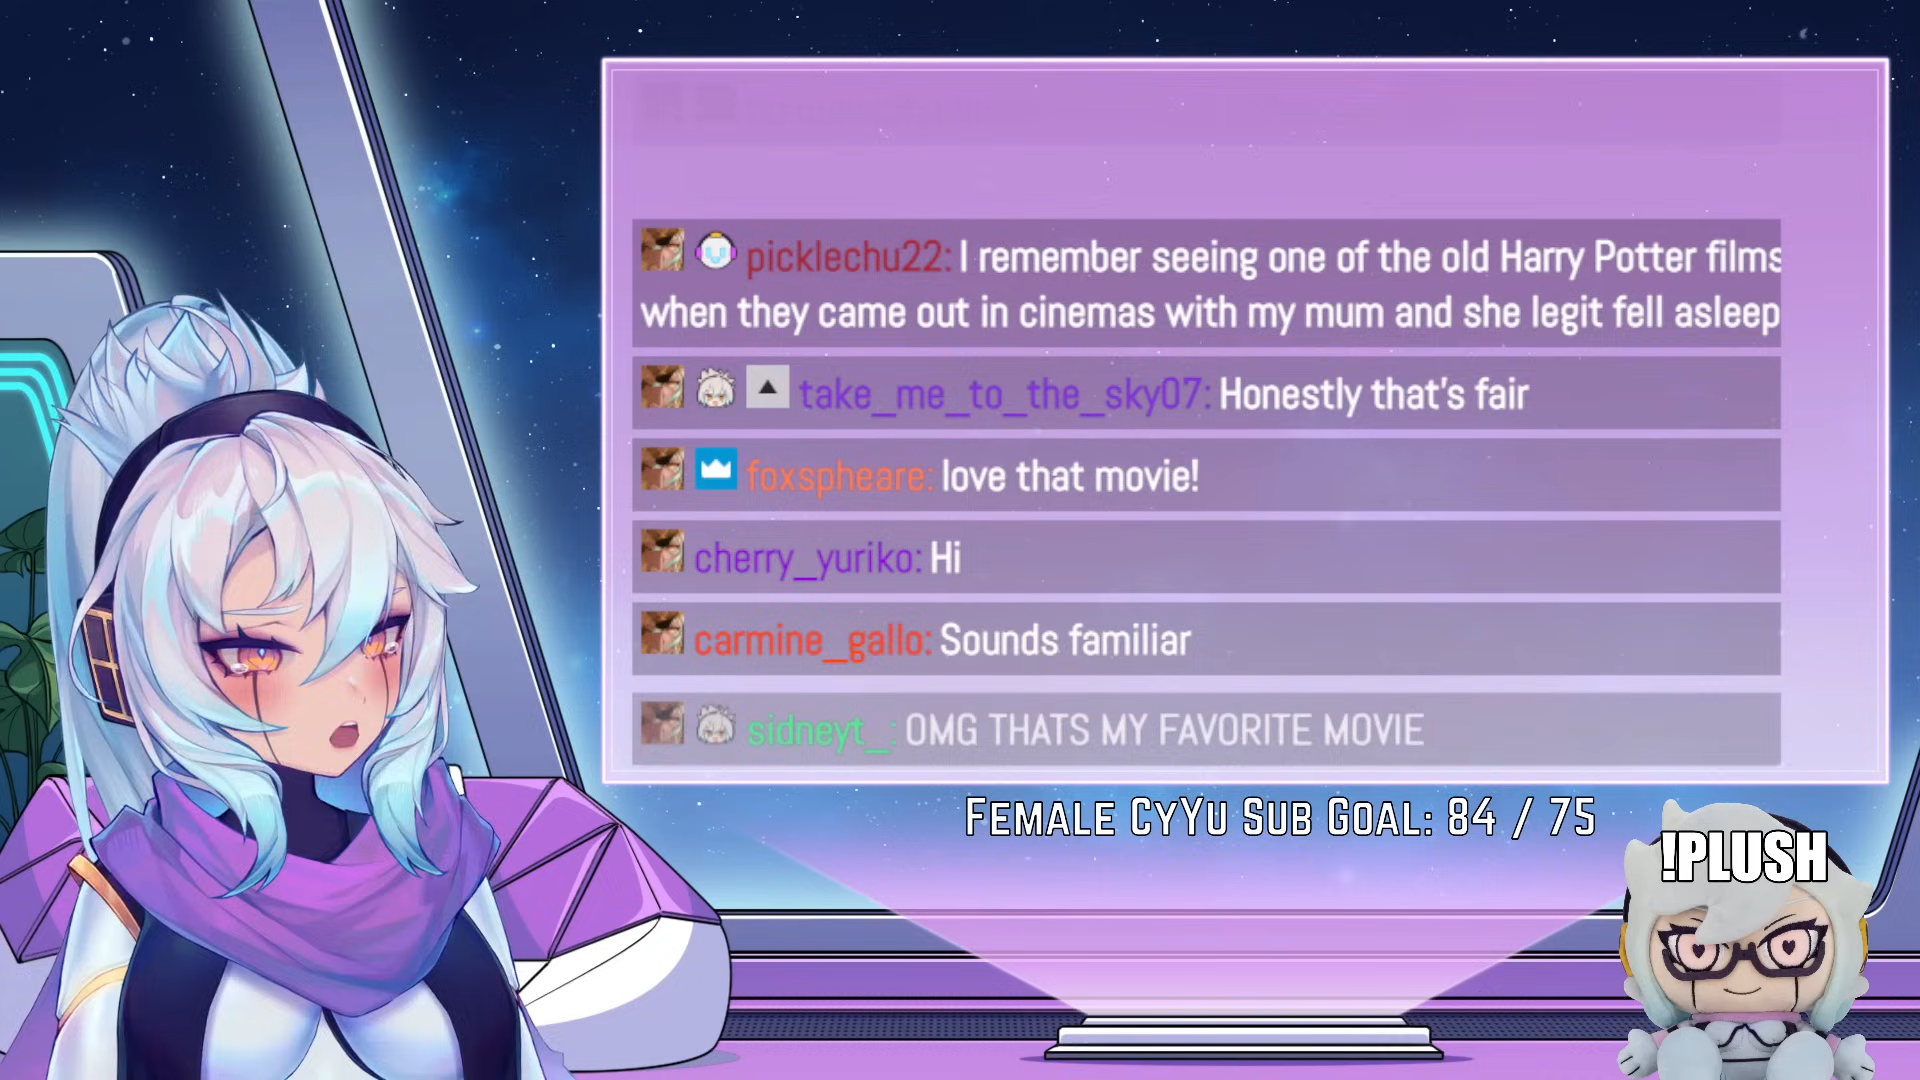 picklechu22: I remember seeing one of the old Harry Potter films
when they came out in cinemas with my mum and she legit fell asleep
take_me_to_the_sky07: Honestly that's fair
foxspheare: love that movie!
cherry_yuriko: Hi
carmine_gallo: Sounds familiar
sidneyt_: OMG THATS MY FAVORITE MOVIE
FEMALE CYYU SUB GOAL: 84 / 75
!PLUSH